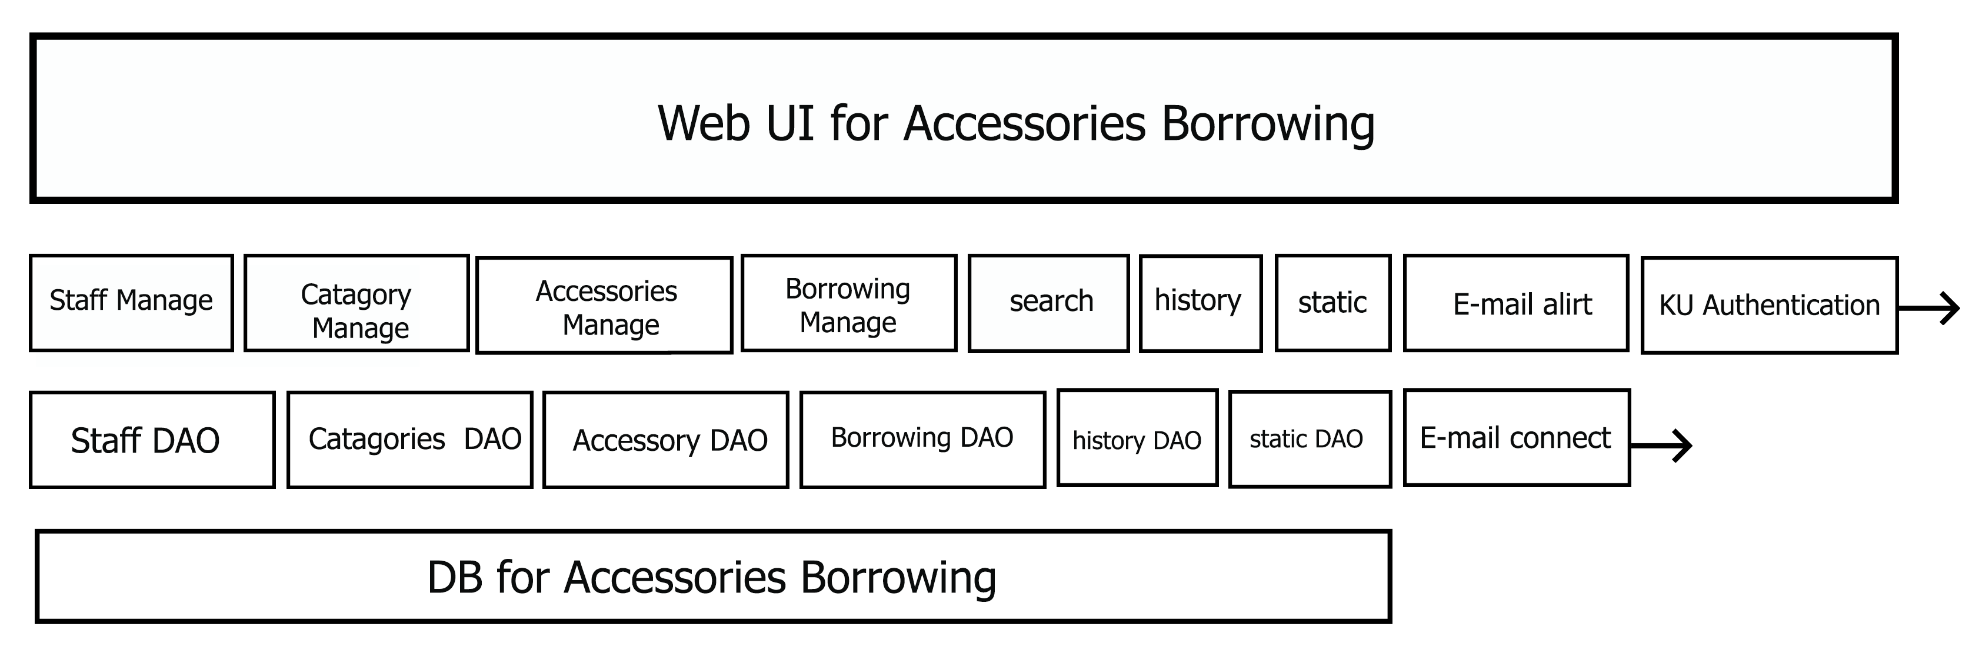 Web UI for Accessories Borrowing
Staff Manage
Catagory
Manage
Accessories
Manage
Borrowing
Manage
search
history
static
E-mail alirt
KU Authentication
Staff DAO
Catagories DAO
Accessory DAO
Borrowing DAO
history DAO
static DAO
E-mail connect
DB for Accessories Borrowing